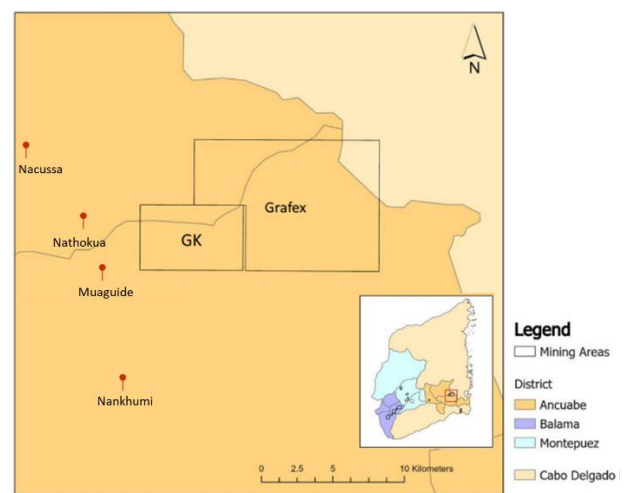 N
Nacussa
Grafex
Nathokua
GK
Muaguide
Nankhumi
Legend
Mining Areas
District
Ancuabe
Balama
Montepuez
Cabo Delgado
0 2.5 5 10 Kilometers